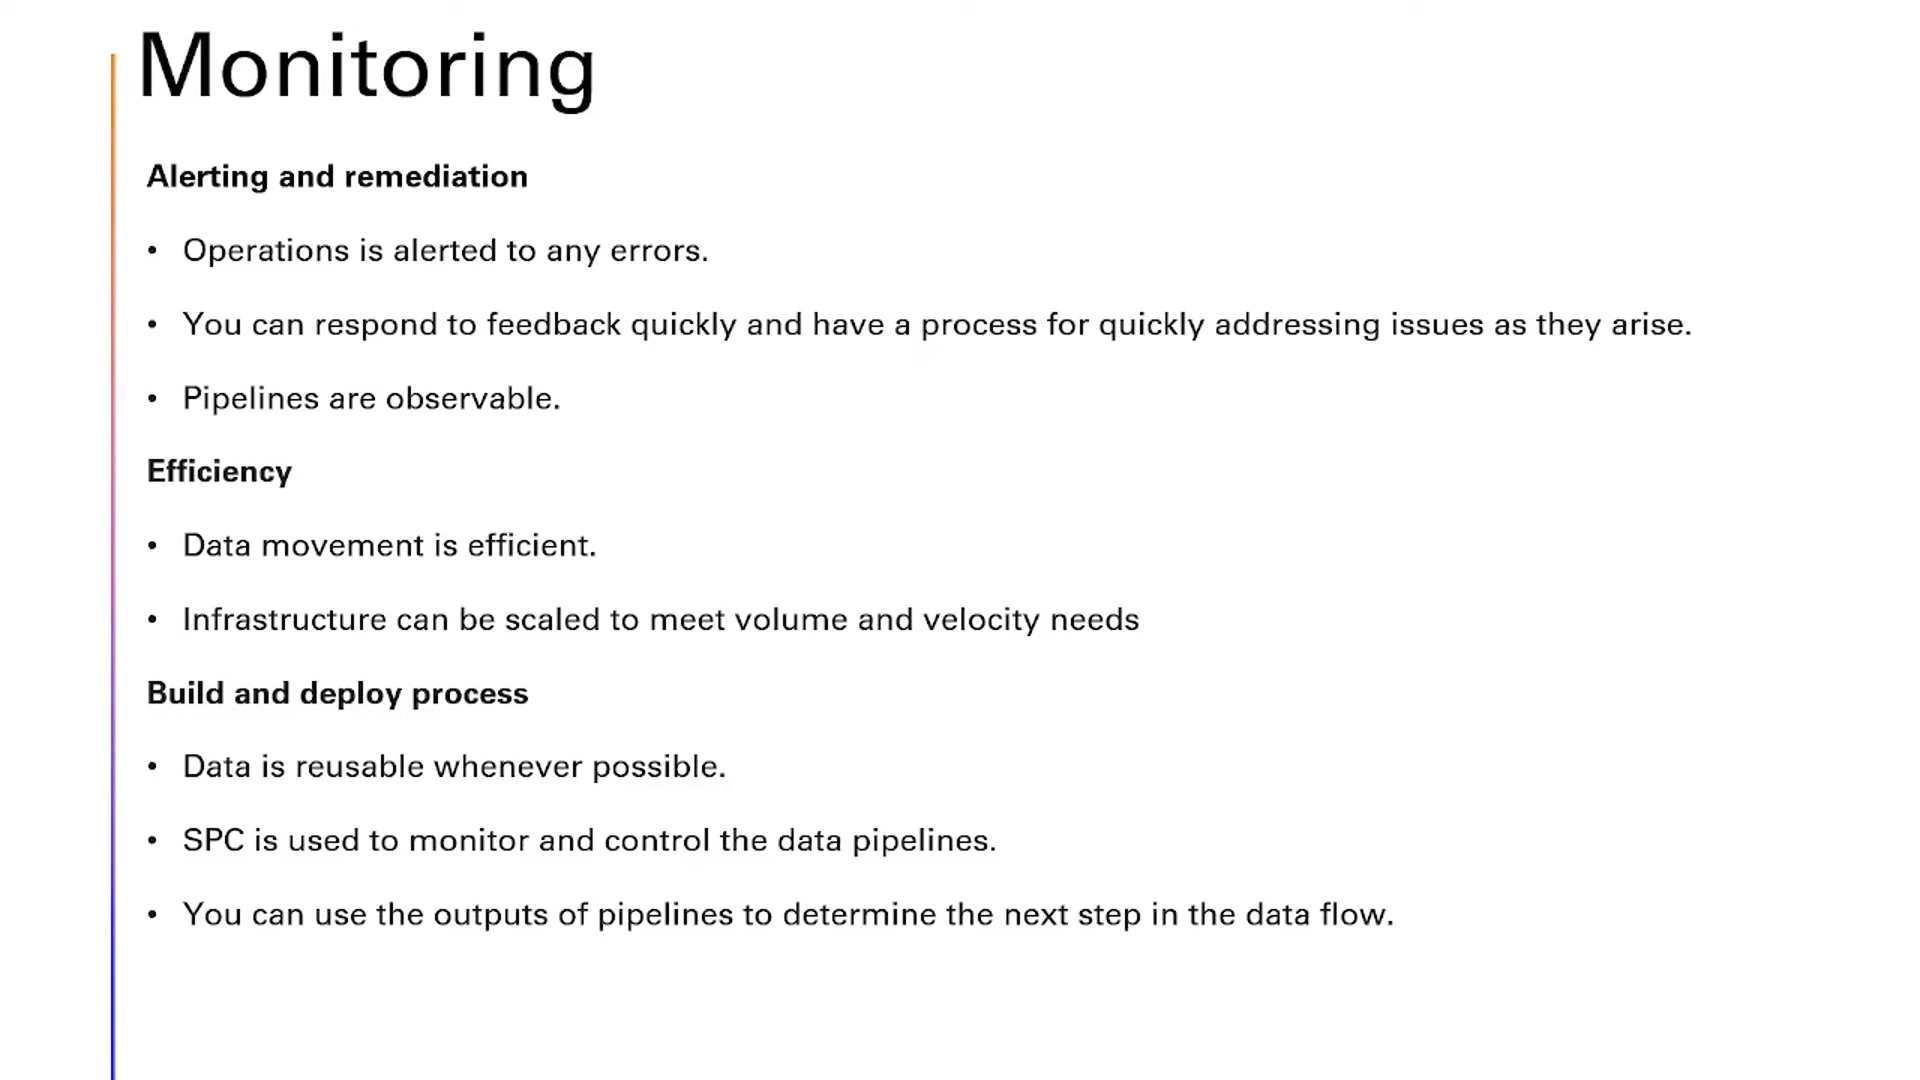 Monitoring
Alerting and remediation
• Operations is alerted to any errors.
• You can respond to feedback quickly and have a process for quickly addressing issues as they arise.
• Pipelines are observable.
Efficiency
• Data movement is efficient.
• Infrastructure can be scaled to meet volume and velocity needs
Build and deploy process
• Data is reusable whenever possible.
• SPC is used to monitor and control the data pipelines.
• You can use the outputs of pipelines to determine the next step in the data flow.